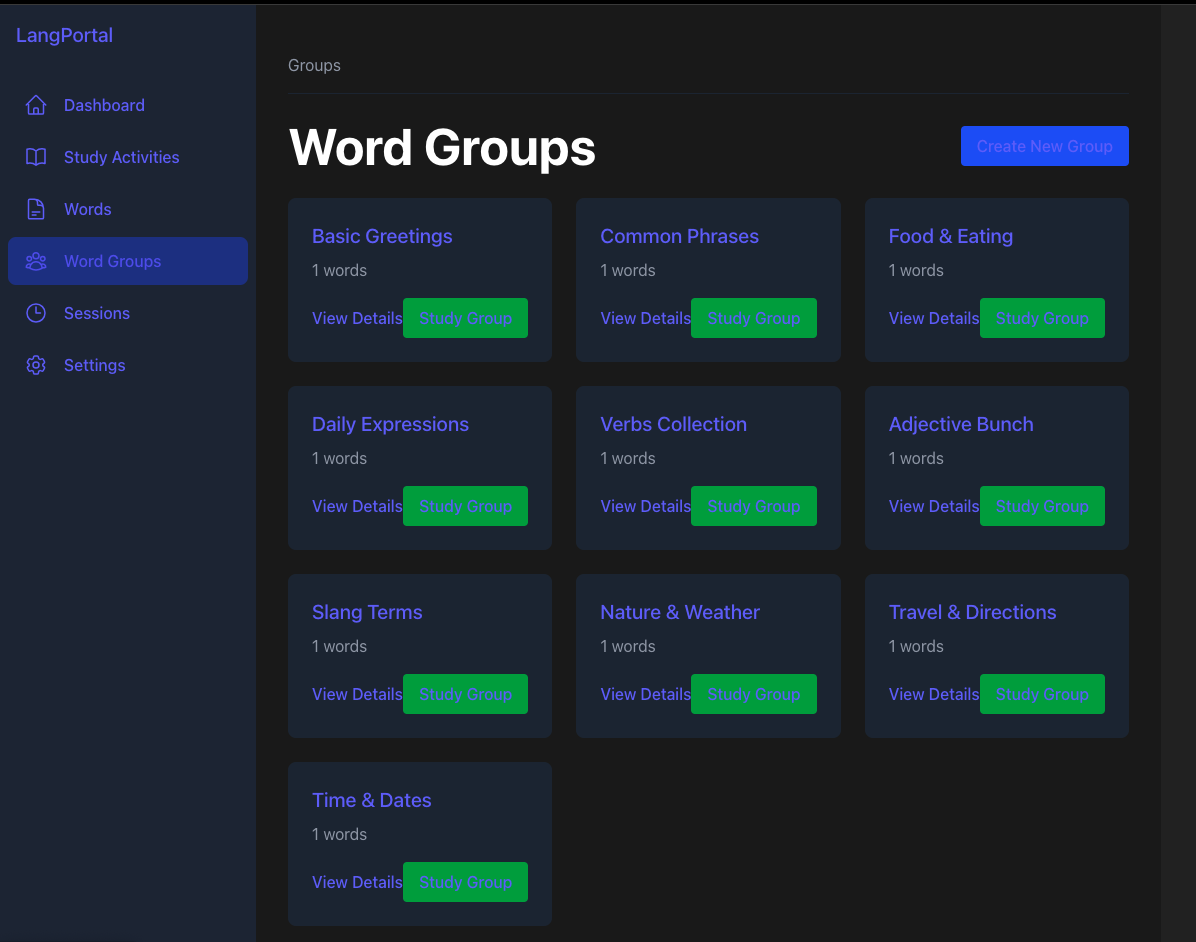 LangPortal
Dashboard
Study Activities
Words
Word Groups
Sessions
Settings
Groups
Word Groups
Create New Group
Basic Greetings
1 words
View Details Study Group
Common Phrases
1 words
View Details Study Group
Food & Eating
1 words
View Details Study Group
Daily Expressions
1 words
View Details Study Group
Verbs Collection
1 words
View Details Study Group
Adjective Bunch
1 words
View Details Study Group
Slang Terms
1 words
View Details Study Group
Nature & Weather
1 words
View Details Study Group
Travel & Directions
1 words
View Details Study Group
Time & Dates
1 words
View Details Study Group